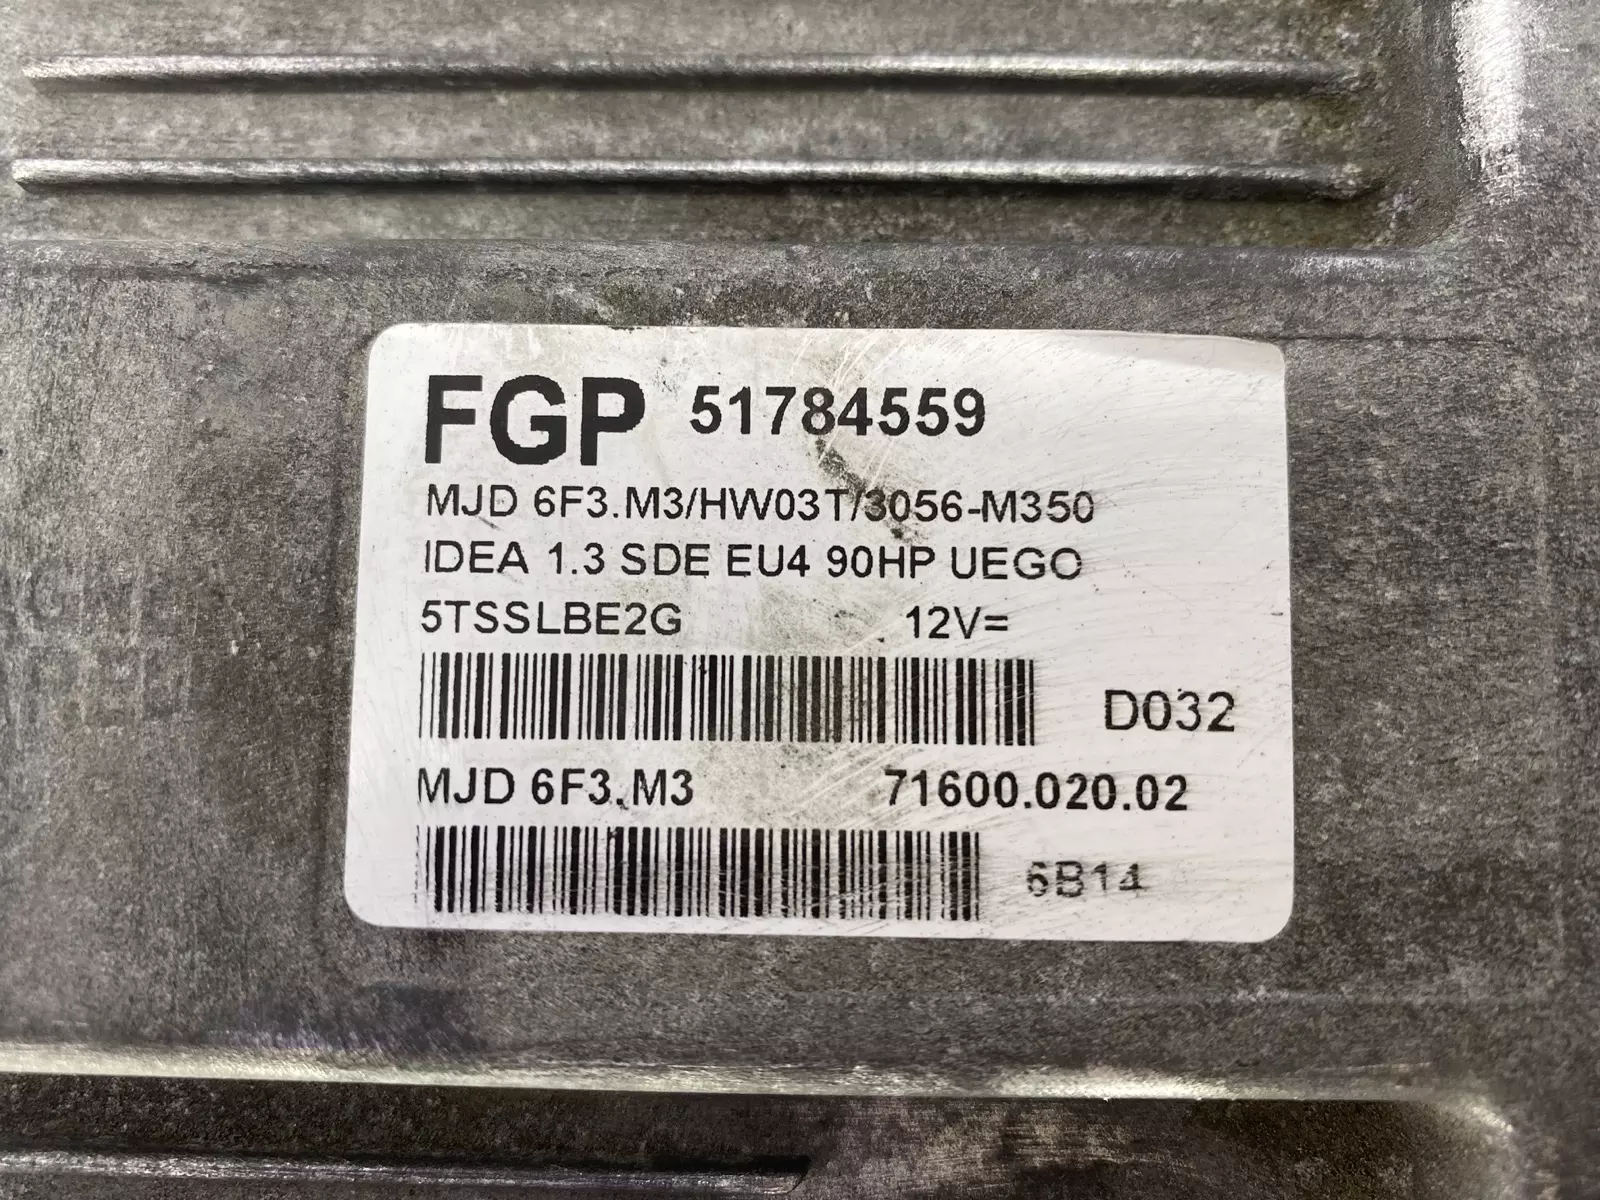 FGP 51784559
MJD 6F3.M3/HW03T/3056-M350
IDEA 1.3 SDE EU4 90HP UEGO
5TSSLBE2G 12V=
D032
MJD 6F3.M3 71600.020.02
6B14